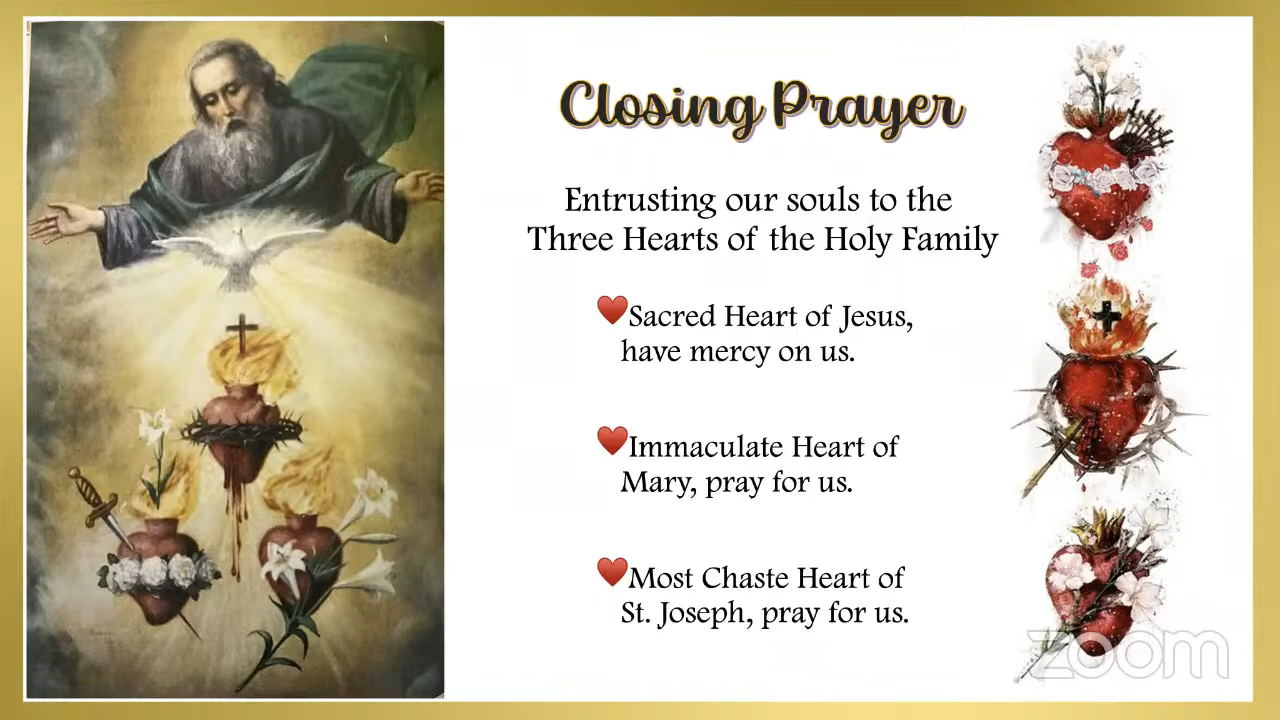 Closing Prayer
Entrusting our souls to the
Three Hearts of the Holy Family
Sacred Heart of Jesus,
have mercy on us.
Immaculate Heart of
Mary, pray for us.
Most Chaste Heart of
St. Joseph, pray for us.
zoom